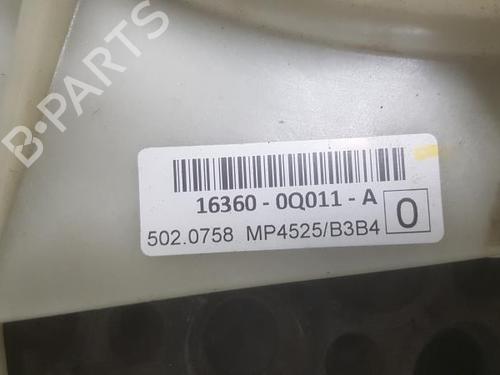 B-PARTS
16360 - 0Q011 - A
502.0758 MP4525/B3B4 0